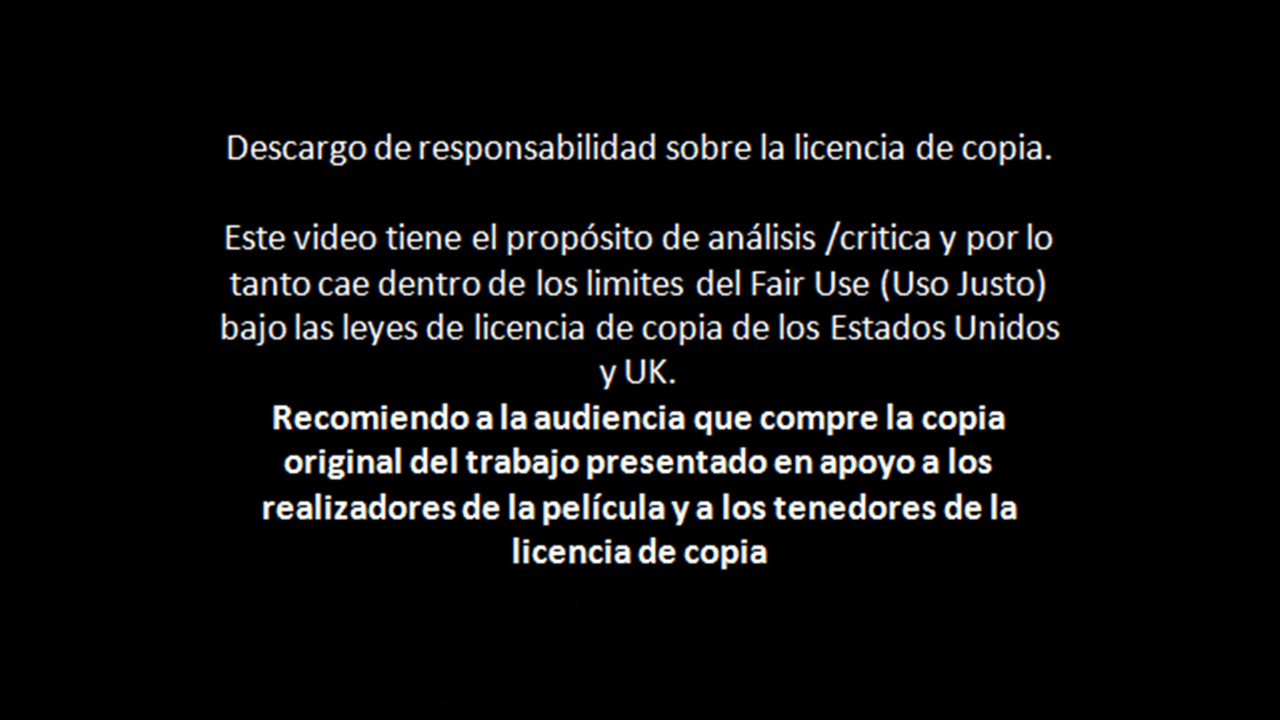 Descargo de responsabilidad sobre la licencia de copia.
Este video tiene el propósito de análisis /critica y por lo
tanto cae dentro de los limites del Fair Use (Uso Justo)
bajo las leyes de licencia de copia de los Estados Unidos
y UK.
Recomiendo a la audiencia que compre la copia
original del trabajo presentado en apoyo a los
realizadores de la película y a los tenedores de la
licencia de copia